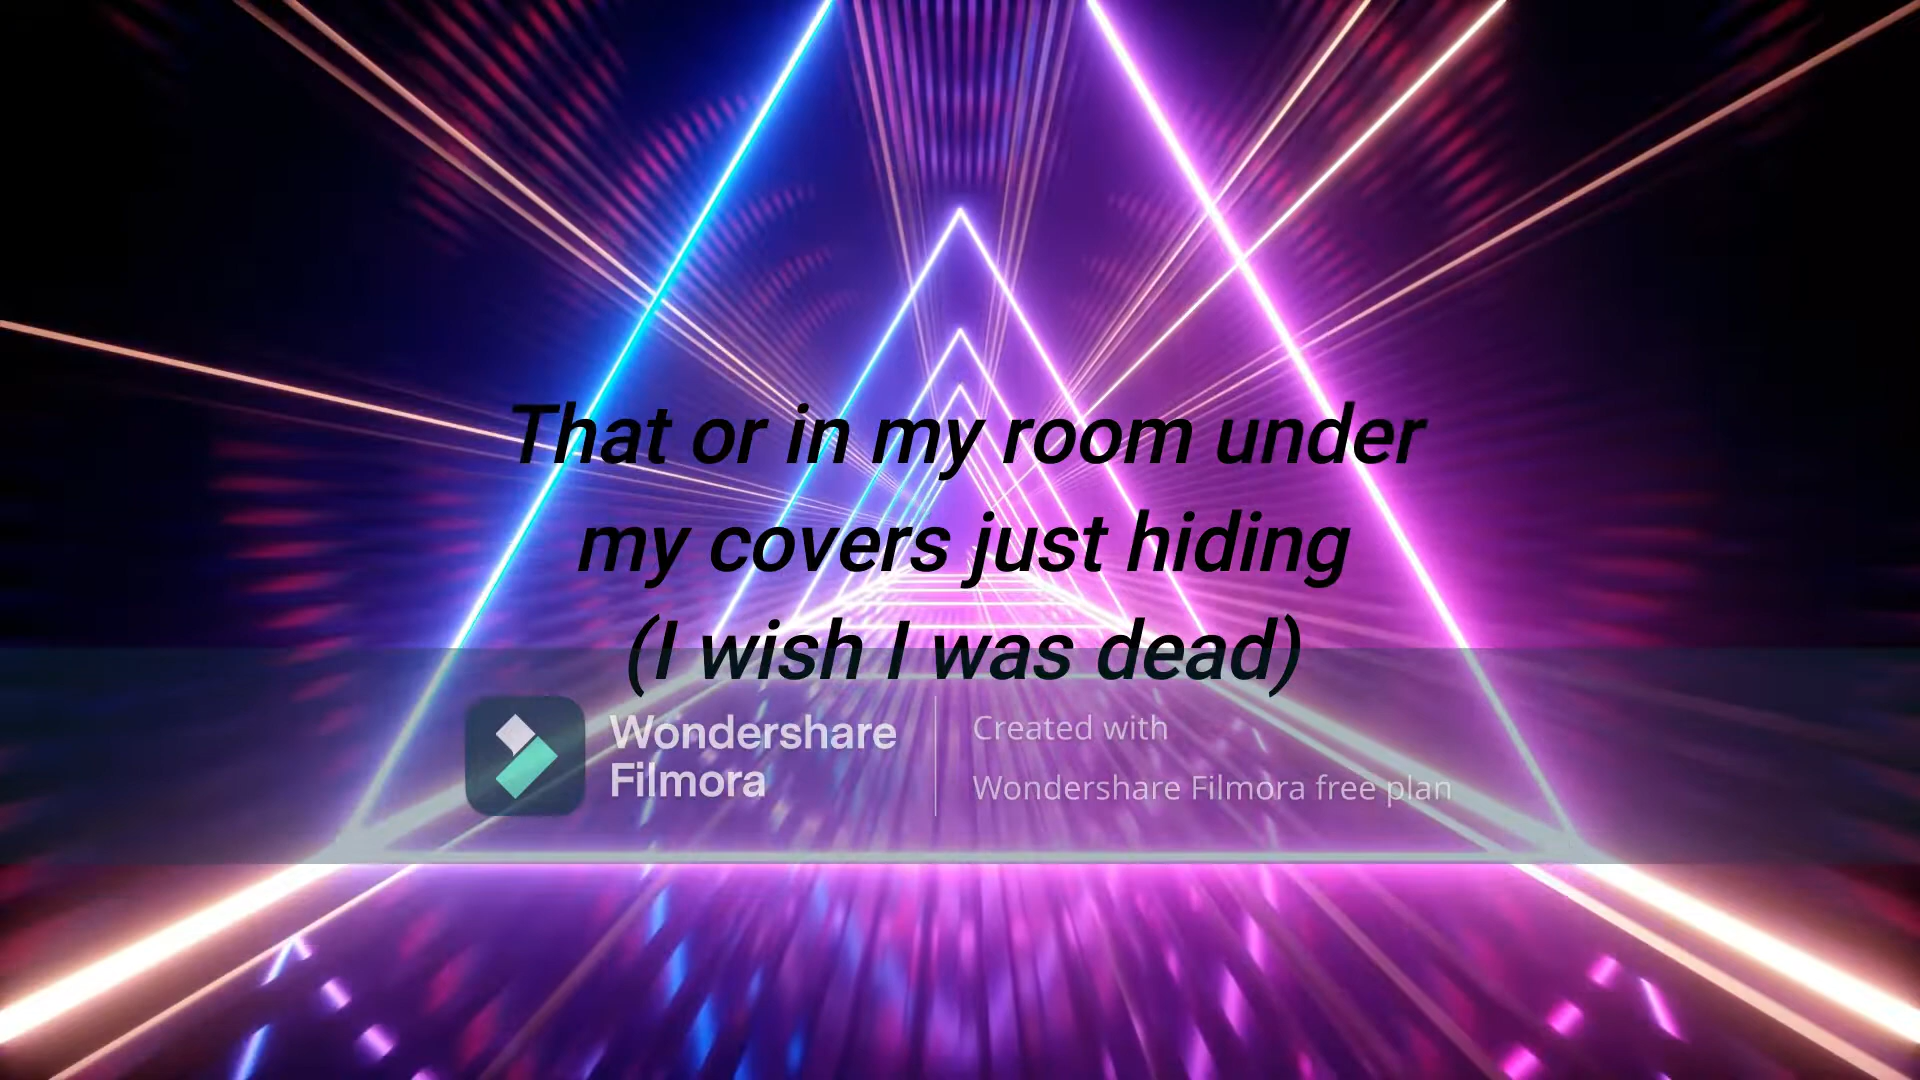 That or in my room under
my covers just hiding
(I wish I was dead)
Wondershare
Filmora
Created with
Wondershare Filmora free plan